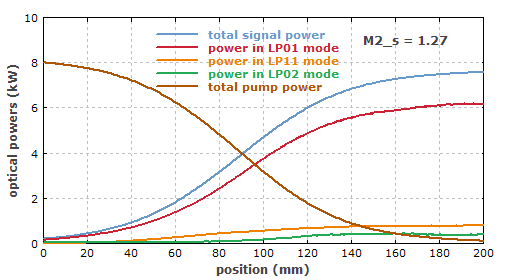 10
8
6
4
2
0
optical powers (kW)
total signal power
power in LP01 mode
power in LP11 mode
power in LP02 mode
total pump power
M2_s = 1.27
0 20 40 60 80 100 120 140 160 180 200
position (mm)